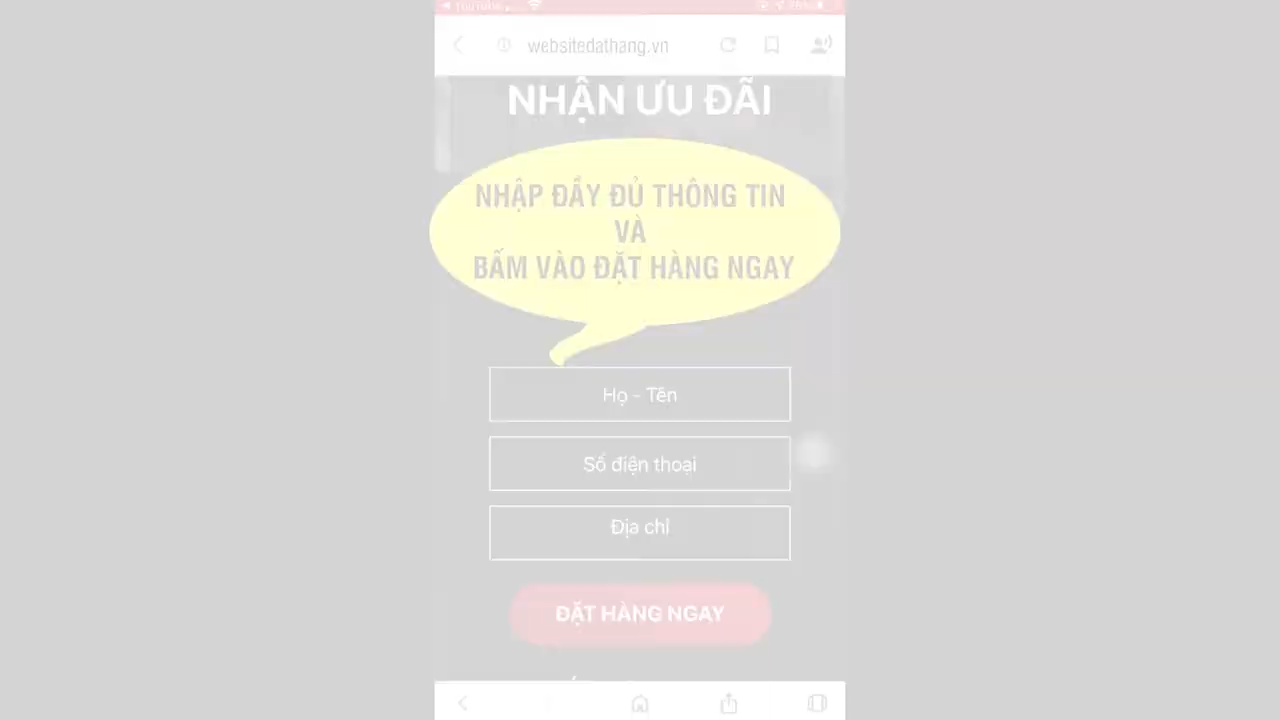 YouTube
websitedathang.vn
NHẬN ƯU ĐÃI
NHẬP ĐẦY ĐỦ THÔNG TIN
VÀ
BẤM VÀO ĐẶT HÀNG NGAY
Họ - Tên
Số điện thoại
Địa chỉ
ĐẶT HÀNG NGAY